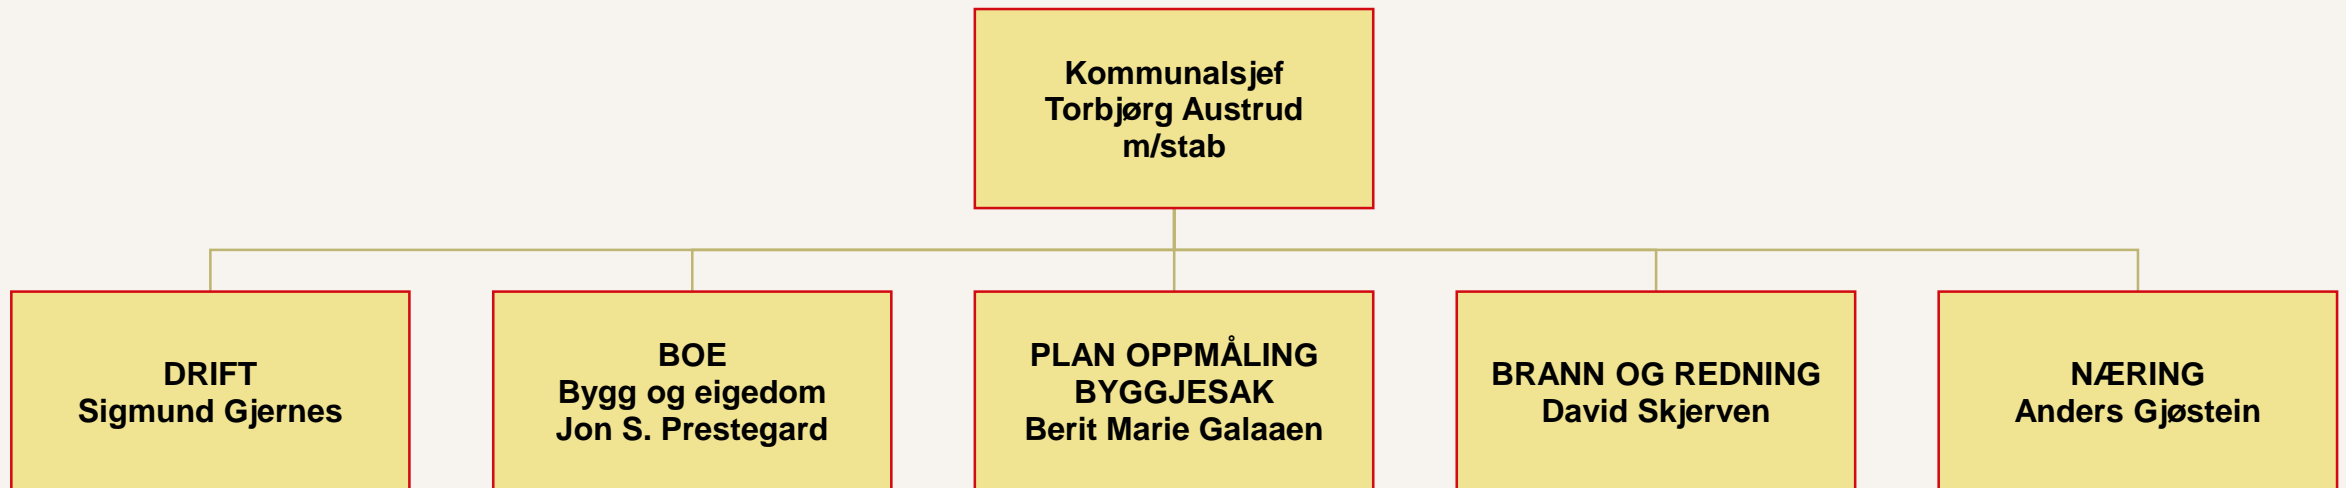 Kommunalsjef
Torbjørg Austrud
m/stab
DRIFT
Sigmund Gjernes
BOE
Bygg og eigedom
Jon S. Prestegard
PLAN OPPMÅLING
BYGGJESAK
Berit Marie Galaaen
BRANN OG REDNING
David Skjerven
NÆRING
Anders Gjøstein